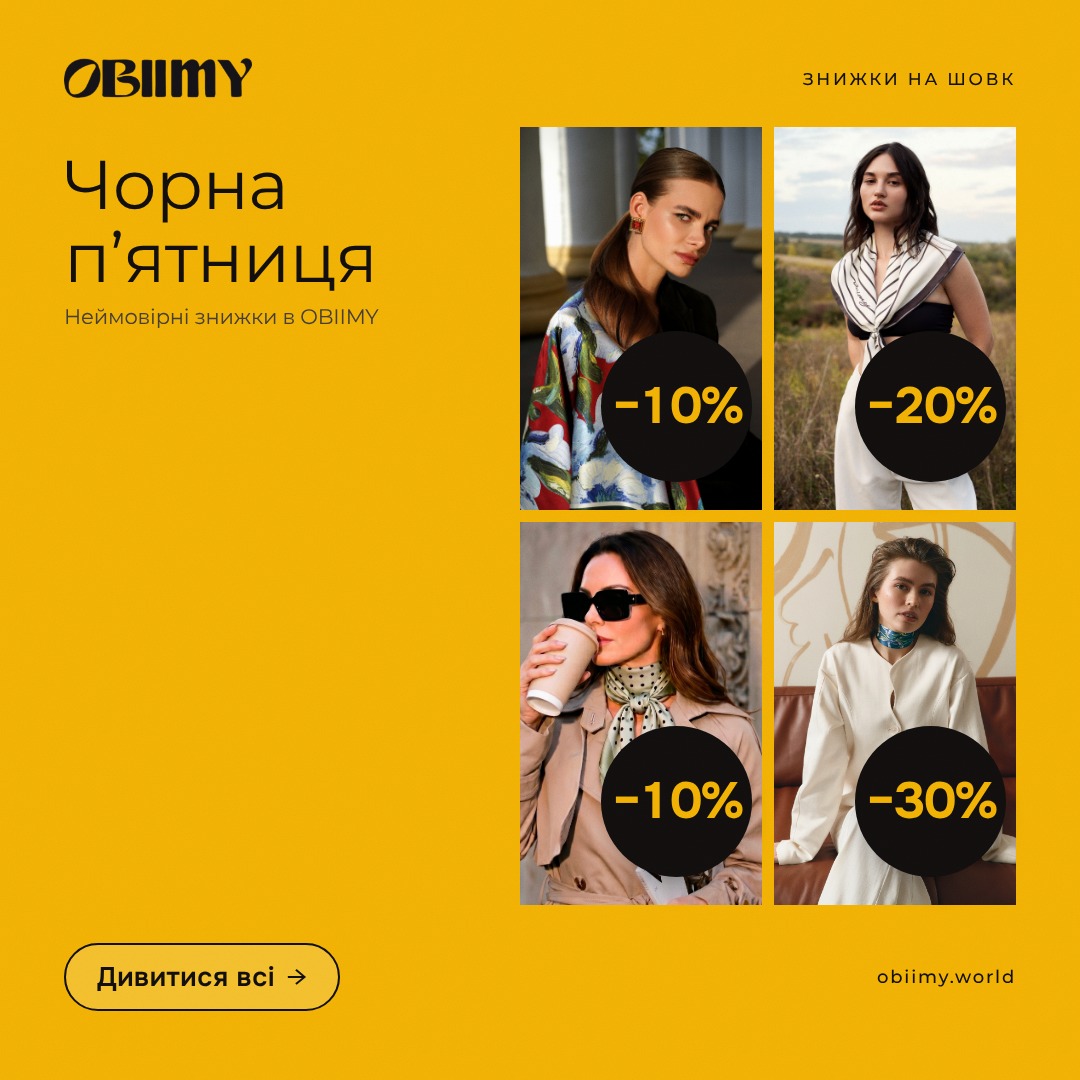 OBIIMY
ЗНИЖКИ НА ШОВК
Чорна
п’ятниця
Неймовірні знижки в OBIIMY
-10%
-20%
-10%
-30%
Дивитися всі →
obiimy.world